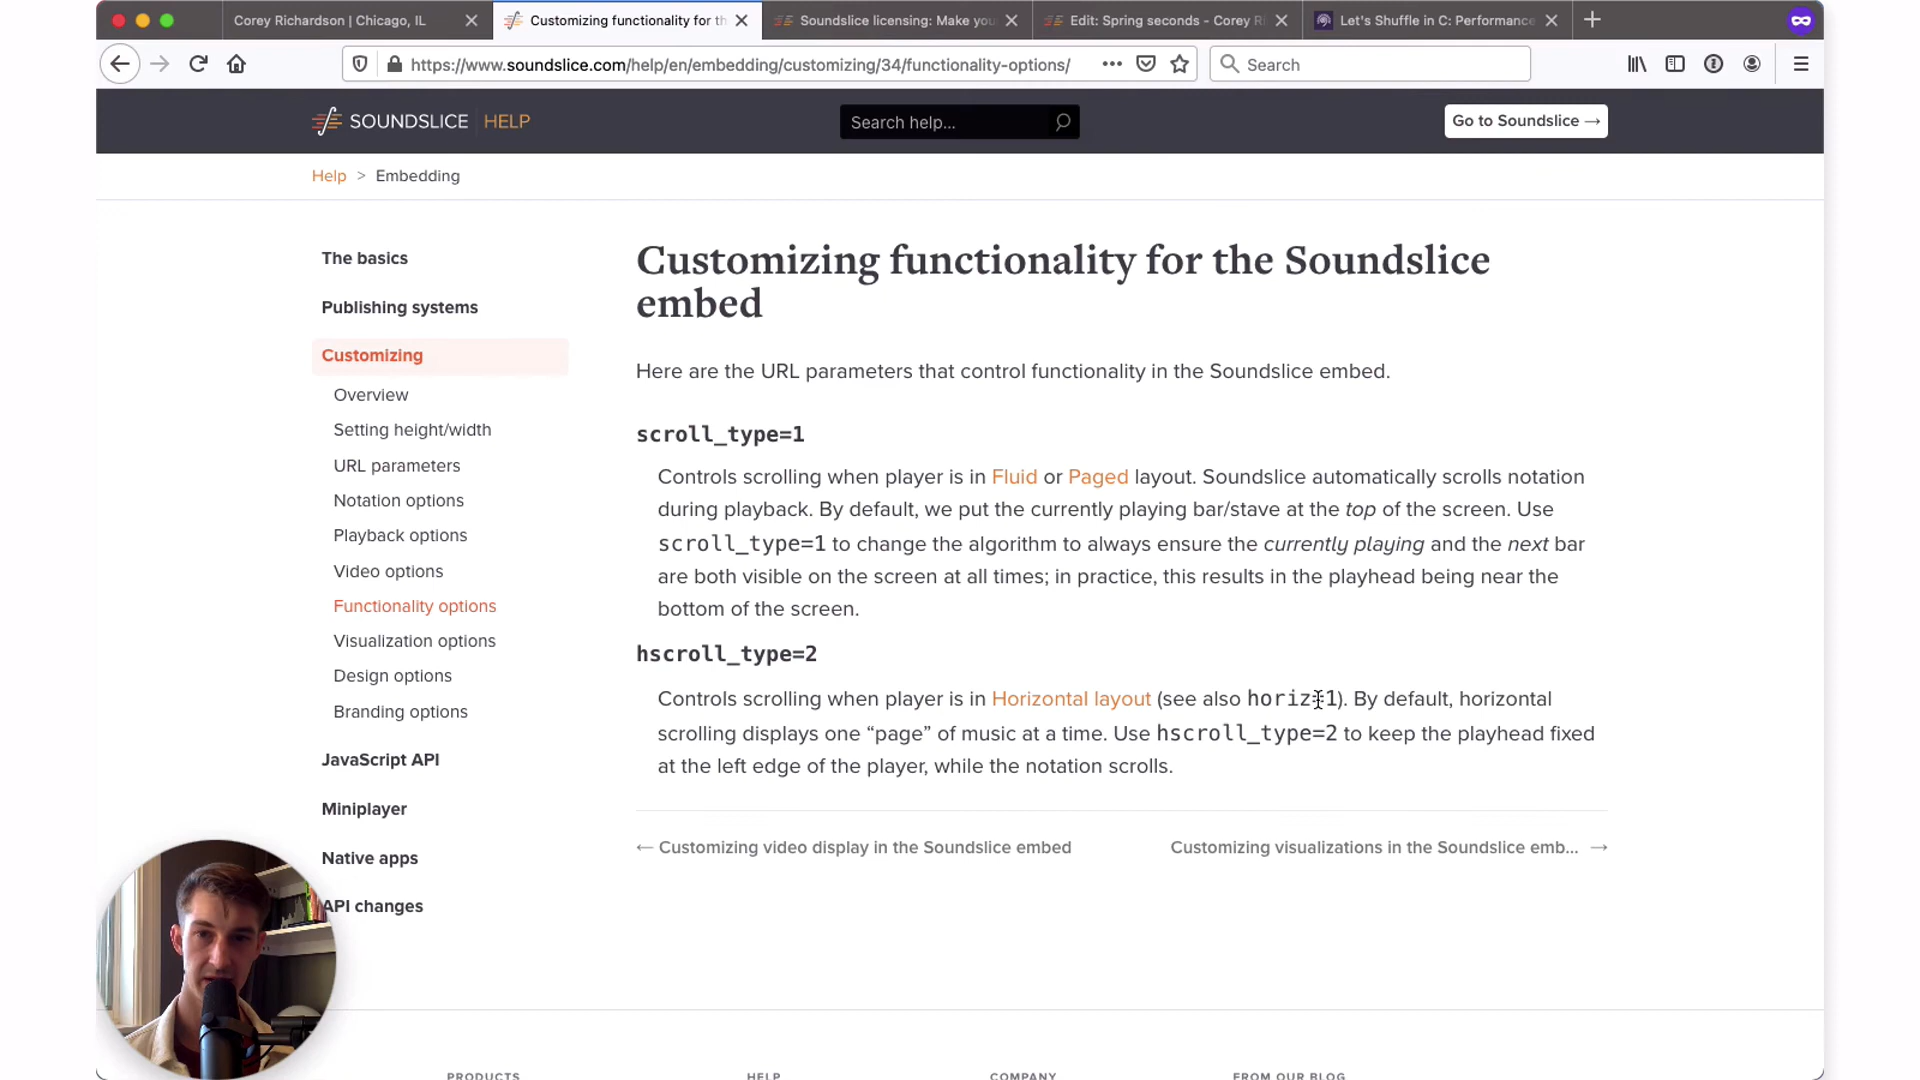 Corey Richardson | Chicago, IL
Customizing functionality for th
Soundslice licensing: Make you
Edit: Spring seconds - Corey Ri
Let's Shuffle in C: Performance
https://www.soundslice.com/help/en/embedding/customizing/34/functionality-options/
Search
SOUNDSLICE | HELP
Search help...
Go to Soundslice →
Help > Embedding
The basics
Publishing systems
Customizing
Overview
Setting height/width
URL parameters
Notation options
Playback options
Video options
Functionality options
Visualization options
Design options
Branding options
JavaScript API
Miniplayer
Native apps
API changes
Customizing functionality for the Soundslice
embed
Here are the URL parameters that control functionality in the Soundslice embed.
scroll_type=1
Controls scrolling when player is in Fluid or Paged layout. Soundslice automatically scrolls notation
during playback. By default, we put the currently playing bar/stave at the top of the screen. Use
scroll_type=1 to change the algorithm to always ensure the currently playing and the next bar
are both visible on the screen at all times; in practice, this results in the playhead being near the
bottom of the screen.
hscroll_type=2
Controls scrolling when player is in Horizontal layout (see also horiz=1). By default, horizontal
scrolling displays one “page” of music at a time. Use hscroll_type=2 to keep the playhead fixed
at the left edge of the player, while the notation scrolls.
← Customizing video display in the Soundslice embed
Customizing visualizations in the Soundslice emb... →
PRODUCTS
HELP
COMPANY
FROM OUR BLOG